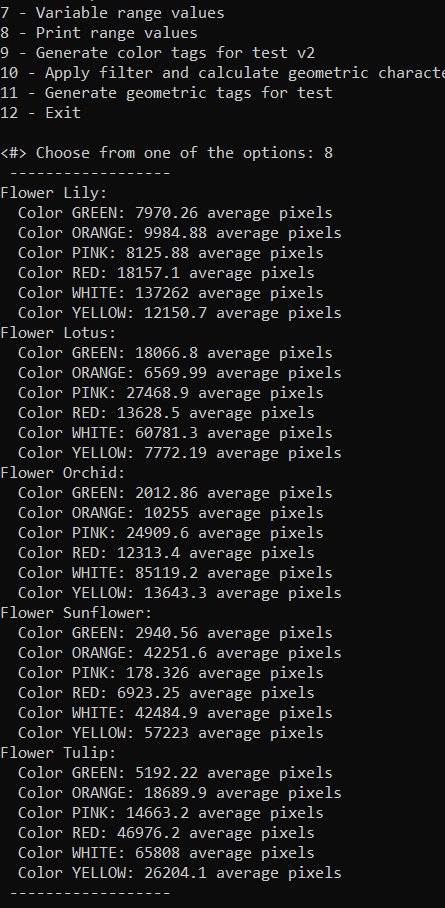 7 - Variable range values
8 - Print range values
9 - Generate color tags for test v2
10 - Apply filter and calculate geometric characte
11 - Generate geometric tags for test
12 - Exit
<#> Choose from one of the options: 8
------------------
Flower Lily:
Color GREEN: 7970.26 average pixels
Color ORANGE: 9984.88 average pixels
Color PINK: 8125.88 average pixels
Color RED: 18157.1 average pixels
Color WHITE: 137262 average pixels
Color YELLOW: 12150.7 average pixels
Flower Lotus:
Color GREEN: 18066.8 average pixels
Color ORANGE: 6569.99 average pixels
Color PINK: 27468.9 average pixels
Color RED: 13628.5 average pixels
Color WHITE: 60781.3 average pixels
Color YELLOW: 7772.19 average pixels
Flower Orchid:
Color GREEN: 2012.86 average pixels
Color ORANGE: 10255 average pixels
Color PINK: 24909.6 average pixels
Color RED: 12313.4 average pixels
Color WHITE: 85119.2 average pixels
Color YELLOW: 13643.3 average pixels
Flower Sunflower:
Color GREEN: 2940.56 average pixels
Color ORANGE: 42251.6 average pixels
Color PINK: 178.326 average pixels
Color RED: 6923.25 average pixels
Color WHITE: 42484.9 average pixels
Color YELLOW: 57223 average pixels
Flower Tulip:
Color GREEN: 5192.22 average pixels
Color ORANGE: 18689.9 average pixels
Color PINK: 14663.2 average pixels
Color RED: 46976.2 average pixels
Color WHITE: 65808 average pixels
Color YELLOW: 26204.1 average pixels
------------------